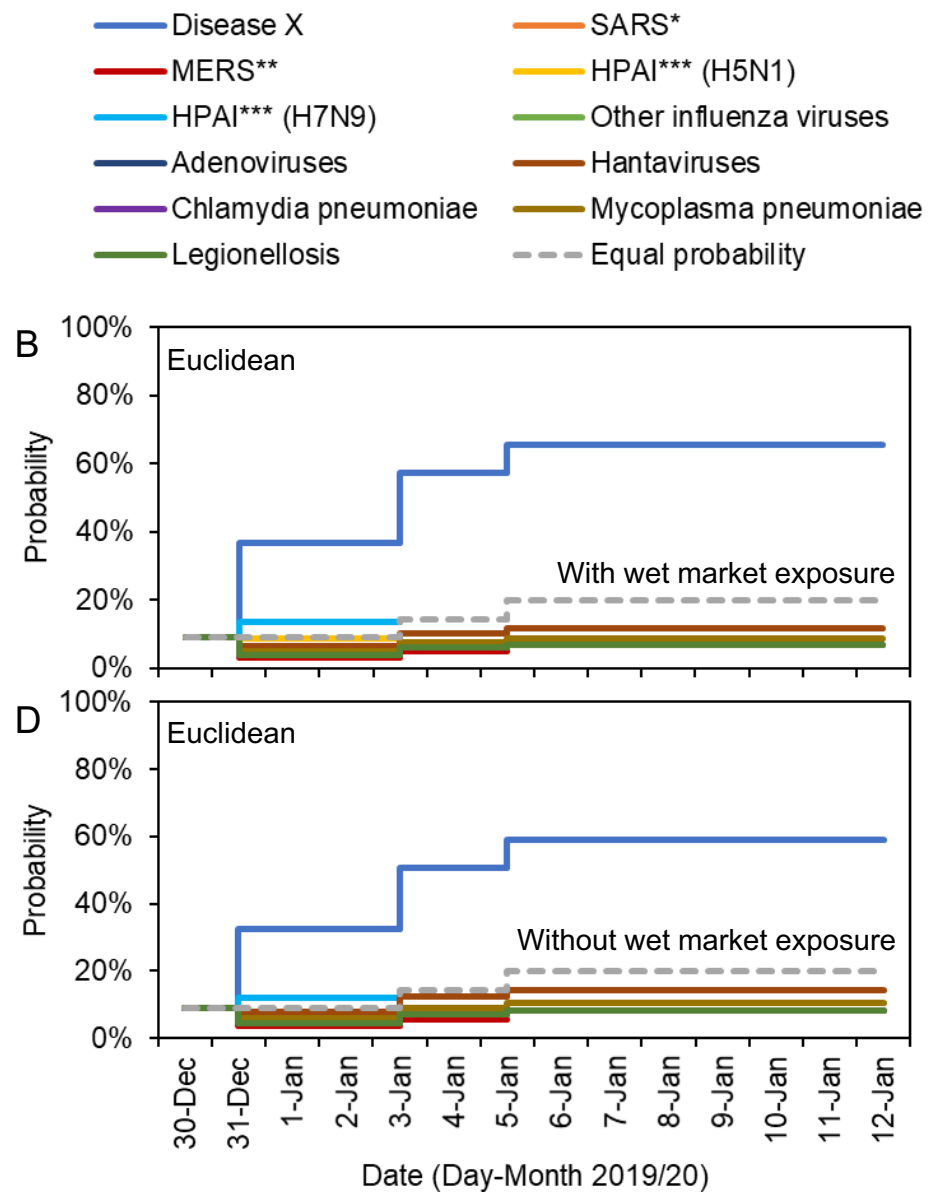 Disease X
SARS*
MERS**
HPAI*** (H5N1)
HPAI*** (H7N9)
Other influenza viruses
Adenoviruses
Hantaviruses
Chlamydia pneumoniae
Mycoplasma pneumoniae
Legionellosis
Equal probability
B
Euclidean
100%
80%
60%
40%
20%
0%
Probability
With wet market exposure
D
Euclidean
100%
80%
60%
40%
20%
0%
Probability
Without wet market exposure
30-Dec
31-Dec
1-Jan
2-Jan
3-Jan
4-Jan
5-Jan
6-Jan
7-Jan
8-Jan
9-Jan
10-Jan
11-Jan
12-Jan
Date (Day-Month 2019/20)